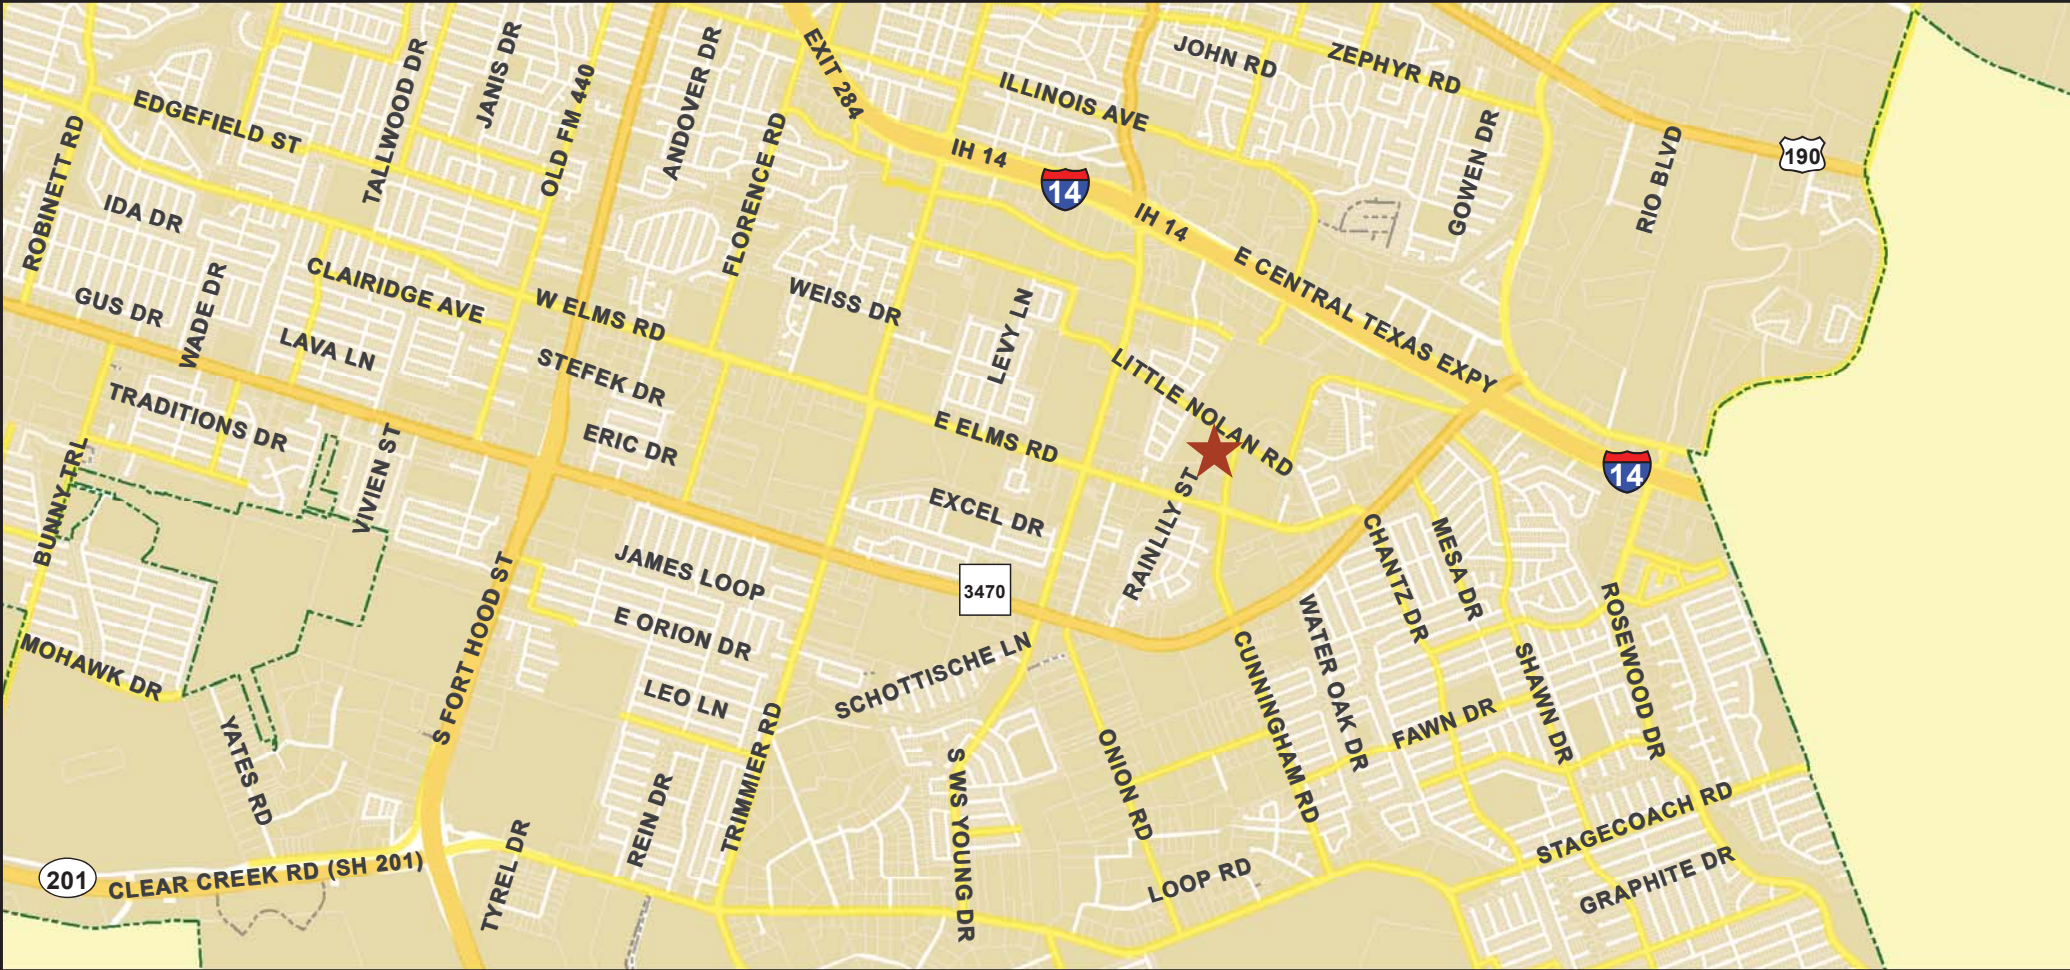 JOHN RD
ZEPHYR RD
EXIT 284
ILLINOIS AVE
JANIS DR
TALLWOOD DR
ANDOVER DR
OLD FM 440
EDGEFIELD ST
ROBINETT RD
FLORENCE RD
IH 14
14
IH 14
GOWEN DR
RIO BLVD
190
IDA DR
E CENTRAL TEXAS EXPY
CLAIRIDGE AVE
WADE DR
GUS DR
W ELMS RD
WEISS DR
LEVY LN
LAVA LN
STEFEK DR
LITTLE NOLAN RD
TRADITIONS DR
ERIC DR
E ELMS RD
VIVIEN ST
BUNNY TRL
14
EXCEL DR
RAINLILY ST
CHANTZ DR
MESA DR
JAMES LOOP
3470
E ORION DR
S FORT HOOD ST
SCHOTTISCHE LN
WATER OAK DR
ROSEWOOD DR
MOHAWK DR
CUNNINGHAM RD
SHAWN DR
LEO LN
FAWN DR
YATES RD
TRIMMIER RD
ONION RD
S WS YOUNG DR
REIN DR
STAGECOACH RD
TYREL DR
201
CLEAR CREEK RD (SH 201)
LOOP RD
GRAPHITE DR